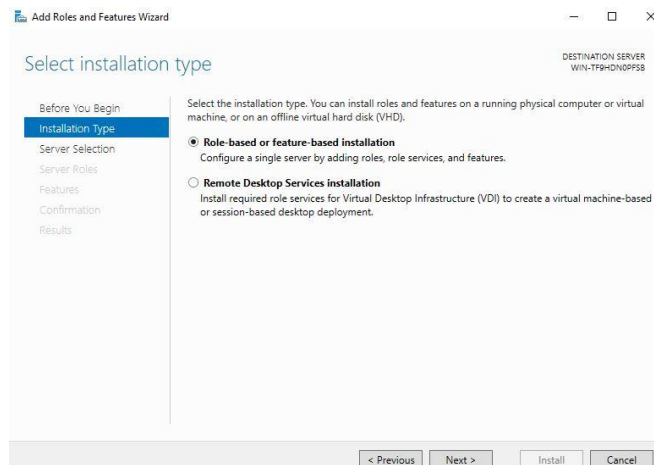 Add Roles and Features Wizard
Select installation type
DESTINATION SERVER
WIN-TF9HDN0PFSB
Before You Begin
Installation Type
Server Selection
Server Roles
Features
Confirmation
Results
Select the installation type. You can install roles and features on a running physical computer or virtual
machine, or on an offline virtual hard disk (VHD).
Role-based or feature-based installation
Configure a single server by adding roles, role services, and features.
Remote Desktop Services installation
Install required role services for Virtual Desktop Infrastructure (VDI) to create a virtual machine-based
or session-based desktop deployment.
< Previous
Next >
Install
Cancel